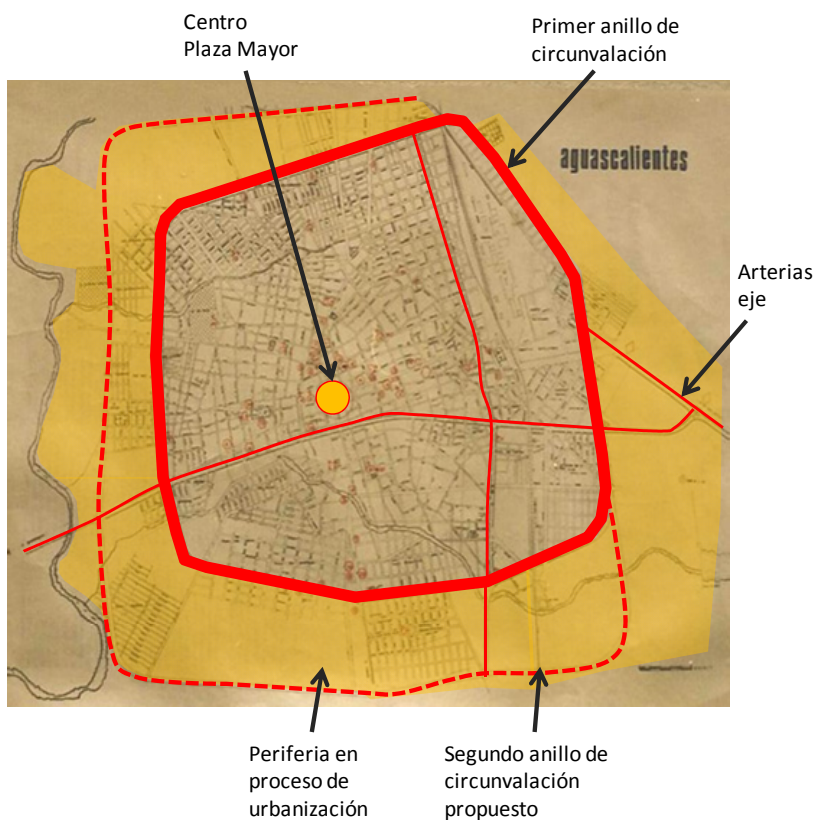 Centro
Plaza Mayor
Primer anillo de
circunvalación
aguascalientes
Arterias
eje
Periferia en
proceso de
urbanización
Segundo anillo de
circunvalación
propuesto